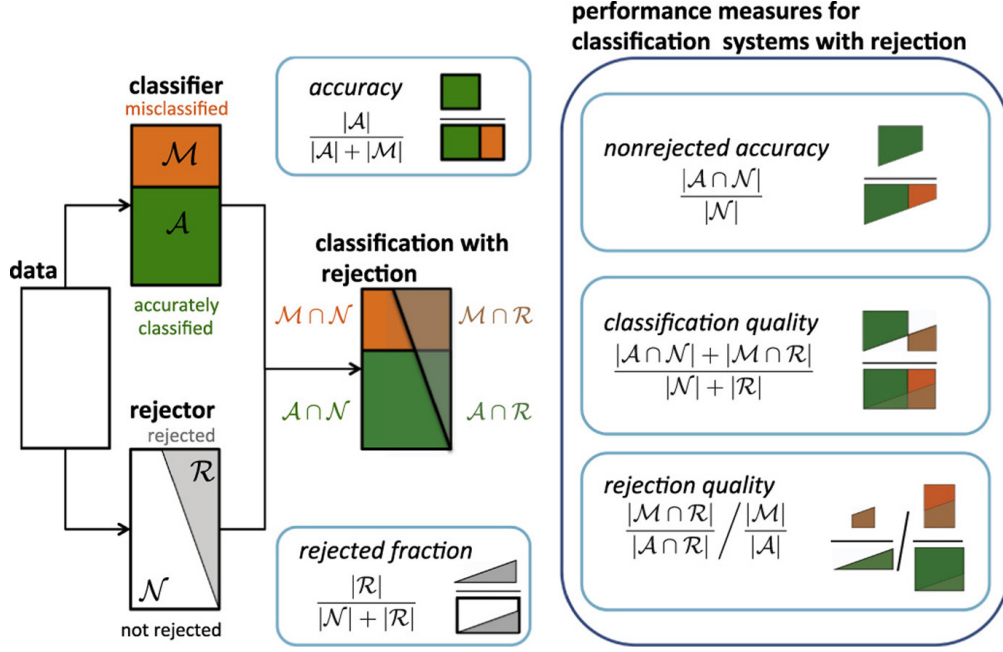 performance measures for
classification systems with rejection
classifier
misclassified
ℳ
𝒜
accurately
classified
data
rejector
rejected
ℛ
𝒩
not rejected
accuracy
|𝒜|
|𝒜| + |ℳ|
classification with
rejection
ℳ ∩ 𝒩
ℳ ∩ ℛ
𝒜 ∩ 𝒩
𝒜 ∩ ℛ
rejected fraction
|ℛ|
|𝒩| + |ℛ|
nonrejected accuracy
|𝒜 ∩ 𝒩|
|𝒩|
classification quality
|𝒜 ∩ 𝒩| + |ℳ ∩ ℛ|
|𝒩| + |ℛ|
rejection quality
|ℳ ∩ ℛ| / |ℳ|
|𝒜 ∩ ℛ| |𝒜|